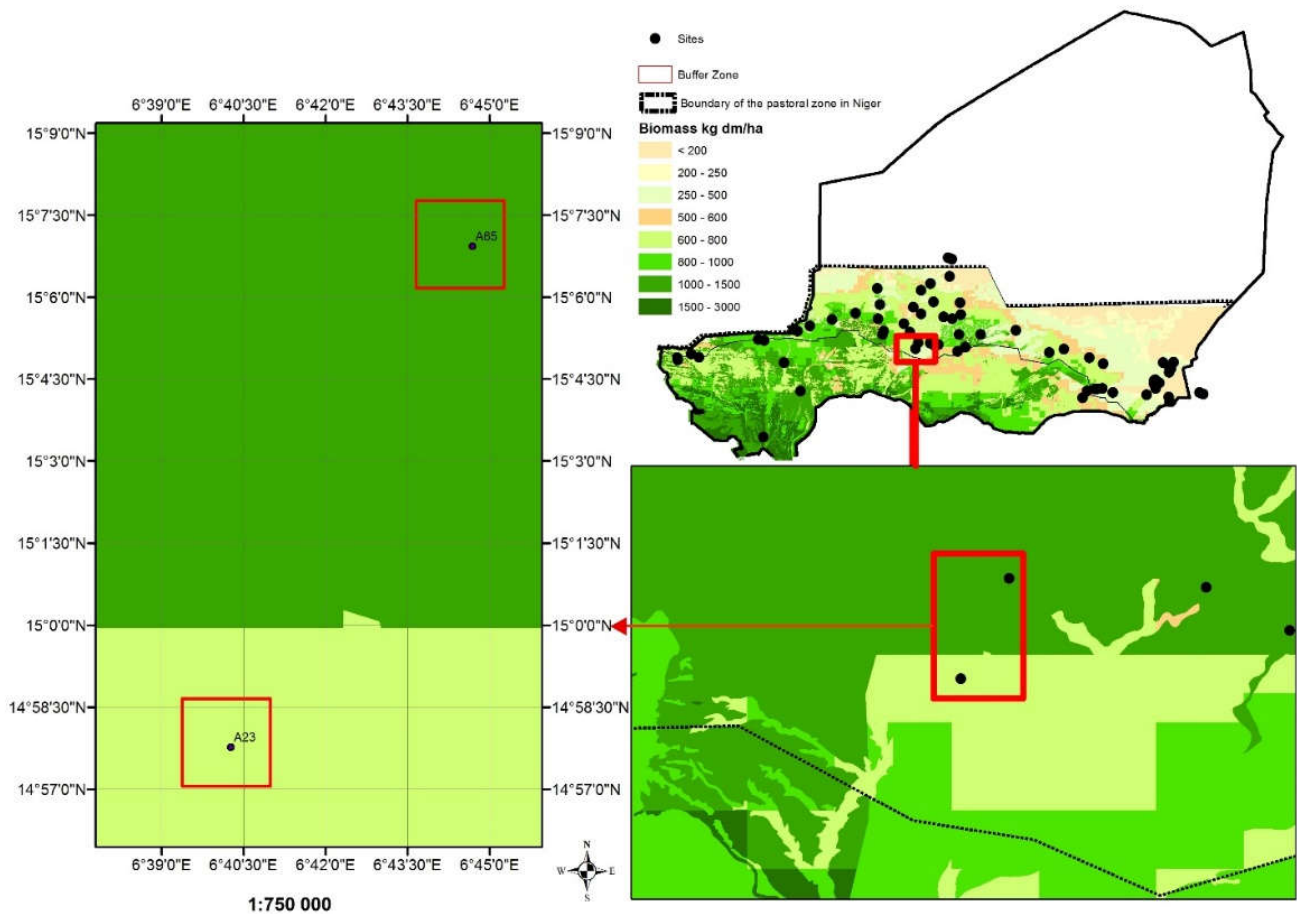 6°39'0"E 6°40'30"E 6°42'0"E 6°43'30"E 6°45'0"E
15°9'0"N 15°9'0"N
15°7'30"N 15°7'30"N
A65
15°6'0"N 15°6'0"N
15°4'30"N 15°4'30"N
15°3'0"N 15°3'0"N
15°1'30"N 15°1'30"N
15°0'0"N 15°0'0"N
14°58'30"N 14°58'30"N
A23
14°57'0"N 14°57'0"N
6°39'0"E 6°40'30"E 6°42'0"E 6°43'30"E 6°45'0"E
1:750 000
N
W E
S
Sites
Buffer Zone
Boundary of the pastoral zone in Niger
Biomass kg dm/ha
< 200
200 - 250
250 - 500
500 - 600
600 - 800
800 - 1000
1000 - 1500
1500 - 3000